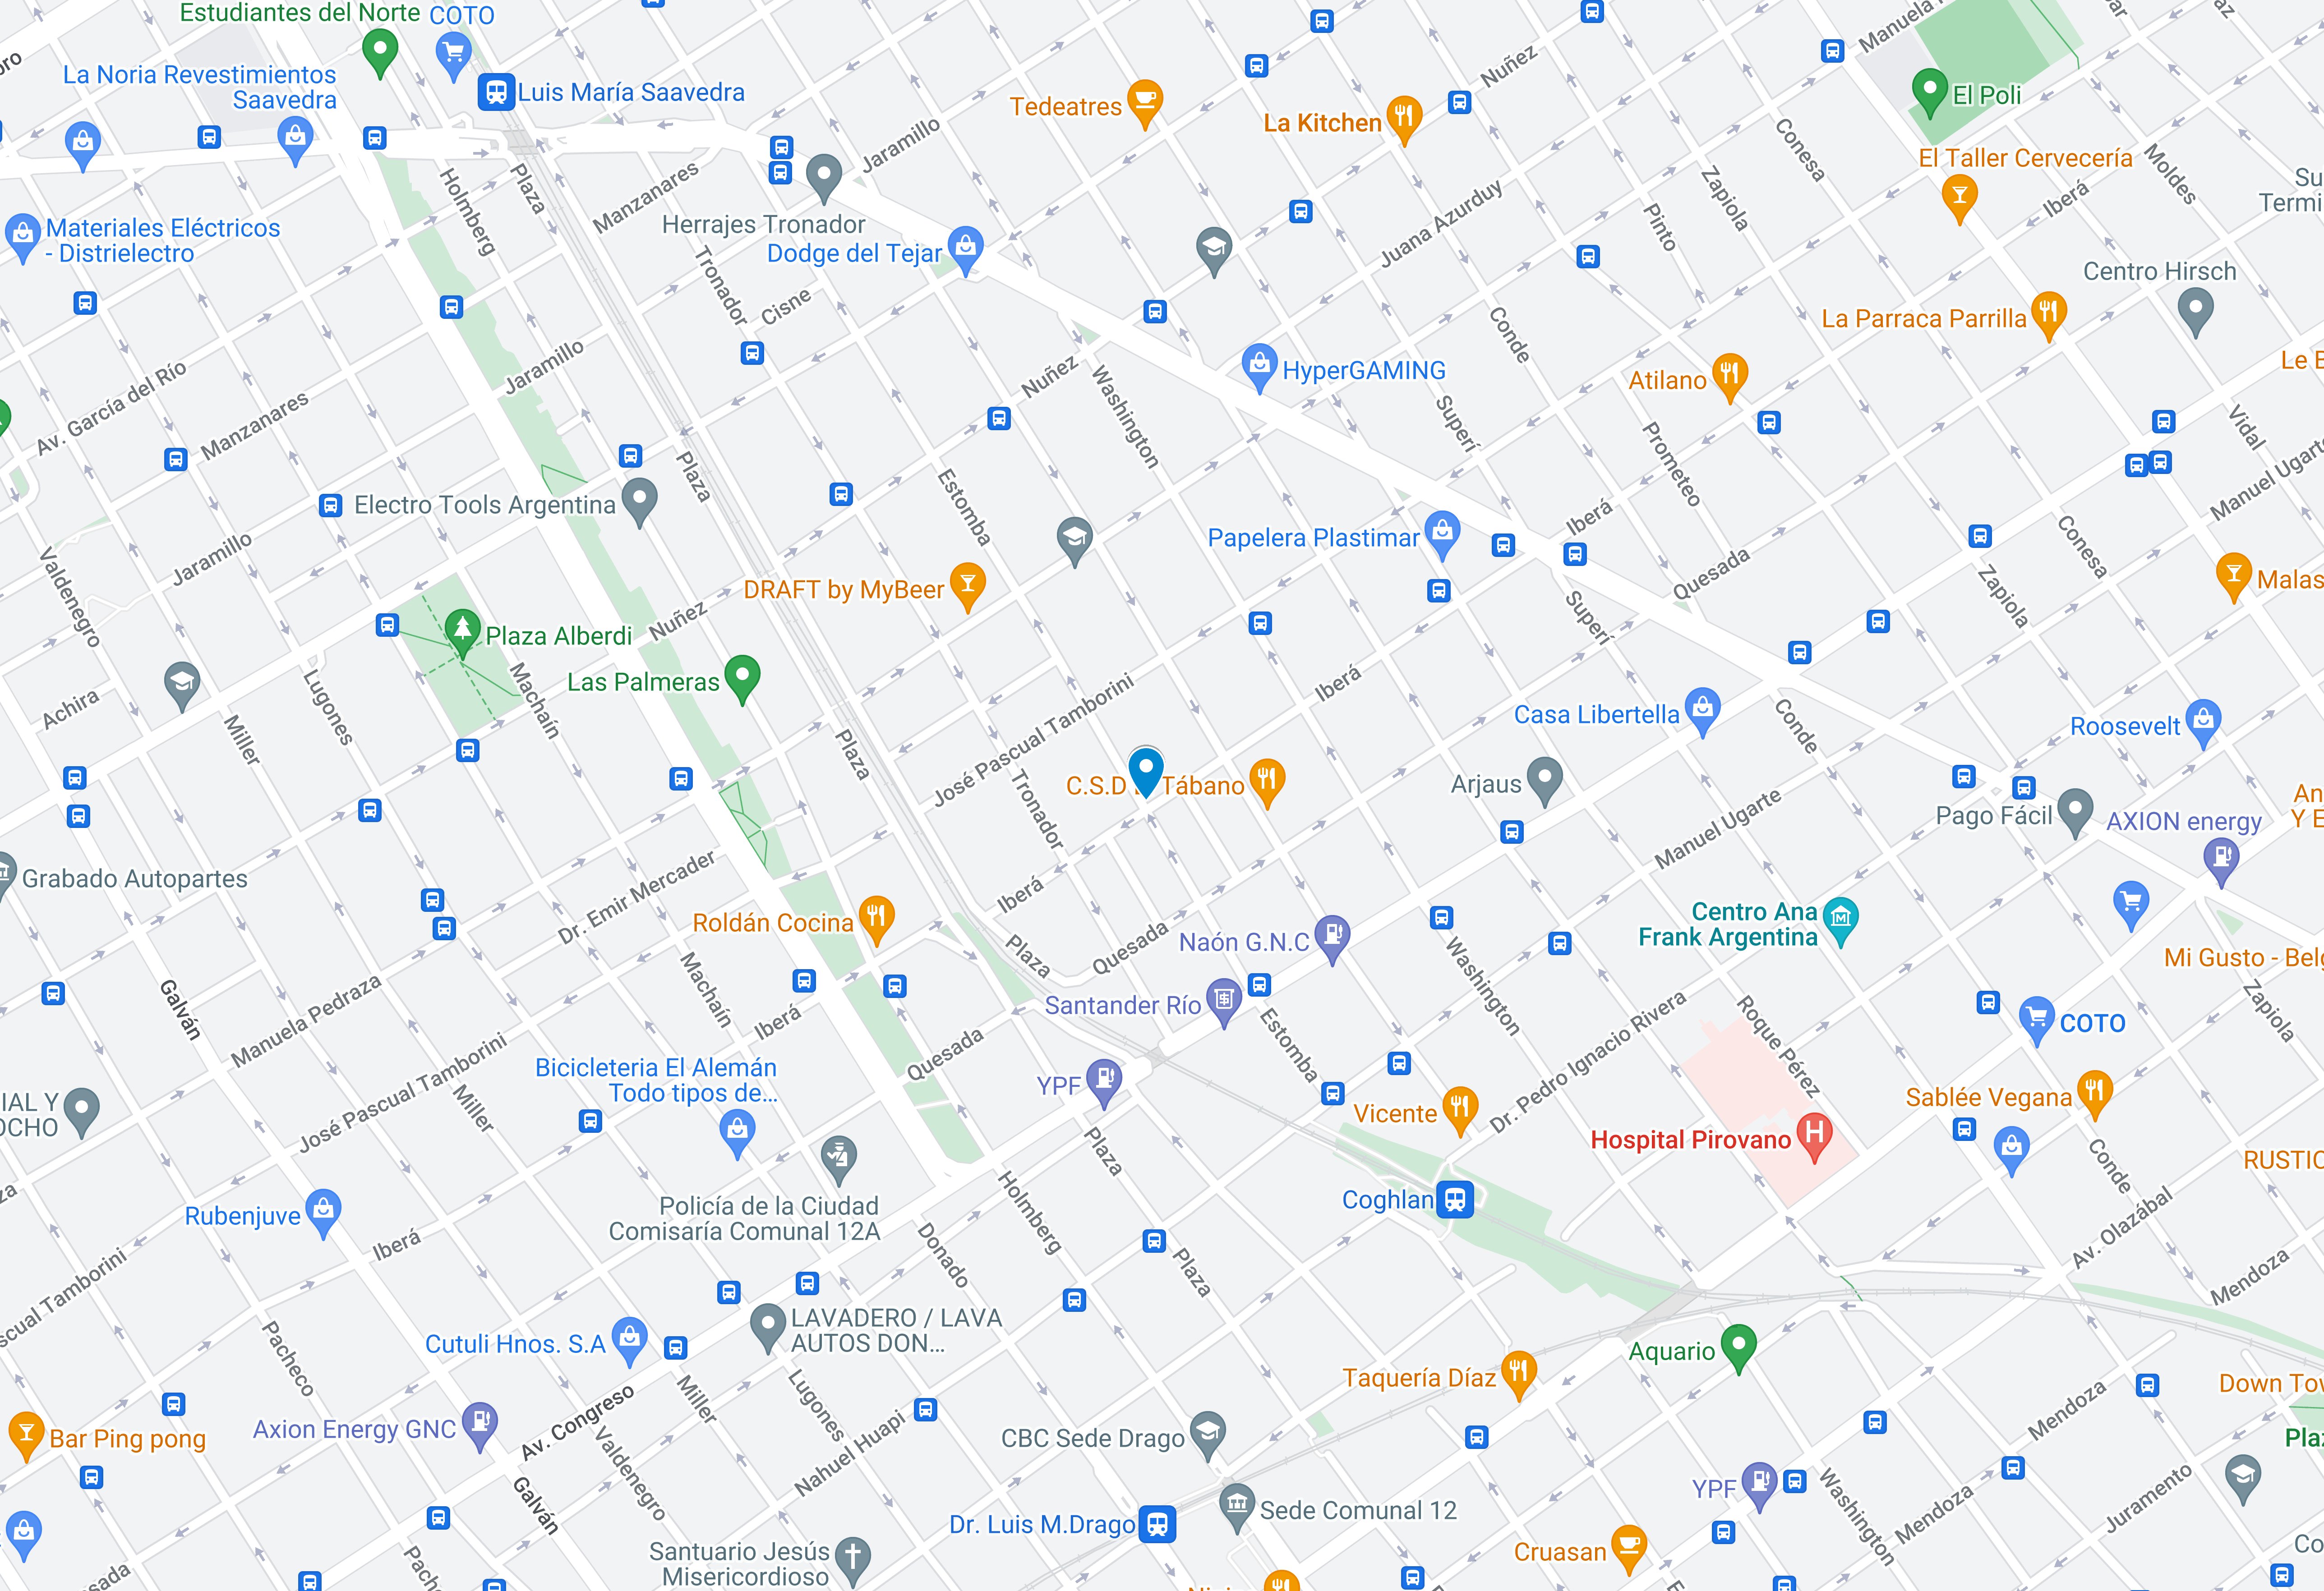 Estudiantes del Norte
COTO
La Noria Revestimientos
Saavedra
Luis María Saavedra
Tedeatres
La Kitchen
Nuñez
El Poli
El Taller Cervecería
Conesa
Moldes
Iberá
Zapiola
Pinto
Juana Azurduy
Jaramillo
Manzanares
Holmberg
Plaza
Materiales Eléctricos
- Distrielectro
Herrajes Tronador
Dodge del Tejar
Tronador
Cisne
Centro Hirsch
La Parraca Parrilla
Conde
HyperGAMING
Atilano
Jaramillo
Av. García del Río
Manzanares
Nuñez
Washington
Superí
Prometeo
Vidal
Manuel Ugarte
Plaza
Estomba
Electro Tools Argentina
Papelera Plastimar
Iberá
Quesada
Conesa
Zapiola
Valdenegro
Jaramillo
DRAFT by MyBeer
Superí
Plaza Alberdi
Nuñez
Las Palmeras
Achira
Miller
Lugones
Machaín
José Pascual Tamborini
Iberá
Casa Libertella
Conde
Roosevelt
Plaza
Tronador
C.S.D
Tábano
Arjaus
Manuel Ugarte
Pago Fácil
AXION energy
Grabado Autopartes
Dr. Emir Mercader
Iberá
Roldán Cocina
Plaza
Quesada
Naón G.N.C
Centro Ana
Frank Argentina
Mi Gusto - Belg
Galván
Manuela Pedraza
Machaín
Iberá
Santander Río
Estomba
Washington
Dr. Pedro Ignacio Rivera
Roque Pérez
COTO
Zapiola
Quesada
Bicicleteria El Alemán
Todo tipos de...
YPF
José Pascual Tamborini
Miller
Plaza
Vicente
Hospital Pirovano
Sablée Vegana
Conde
Rubenjuve
Policía de la Ciudad
Comisaría Comunal 12A
Holmberg
Coghlan
Iberá
Donado
Plaza
Av. Olazábal
Mendoza
LAVADERO / LAVA
AUTOS DON...
Cutuli Hnos. S.A
Pacheco
Aquario
Taquería Díaz
Miller
Lugones
Bar Ping pong
Axion Energy GNC
Av. Congreso
Valdenegro
Nahuel Huapi
CBC Sede Drago
Mendoza
Down Tow
Galván
Sede Comunal 12
Dr. Luis M.Drago
YPF
Washington
Mendoza
Juramento
Santuario Jesús
Misericordioso
Cruasan